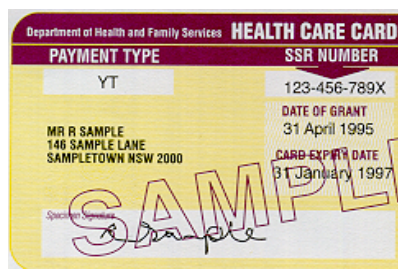 Department of Health and Family Services HEALTH CARE CARD
PAYMENT TYPE SSR NUMBER
YT 123-456-789X
DATE OF GRANT
31 April 1995
MR R SAMPLE
146 SAMPLE LANE
SAMPLETOWN NSW 2000
CARD EXPIRY DATE
31 January 1997
SAMPLE
Specimen Signature
R Sample